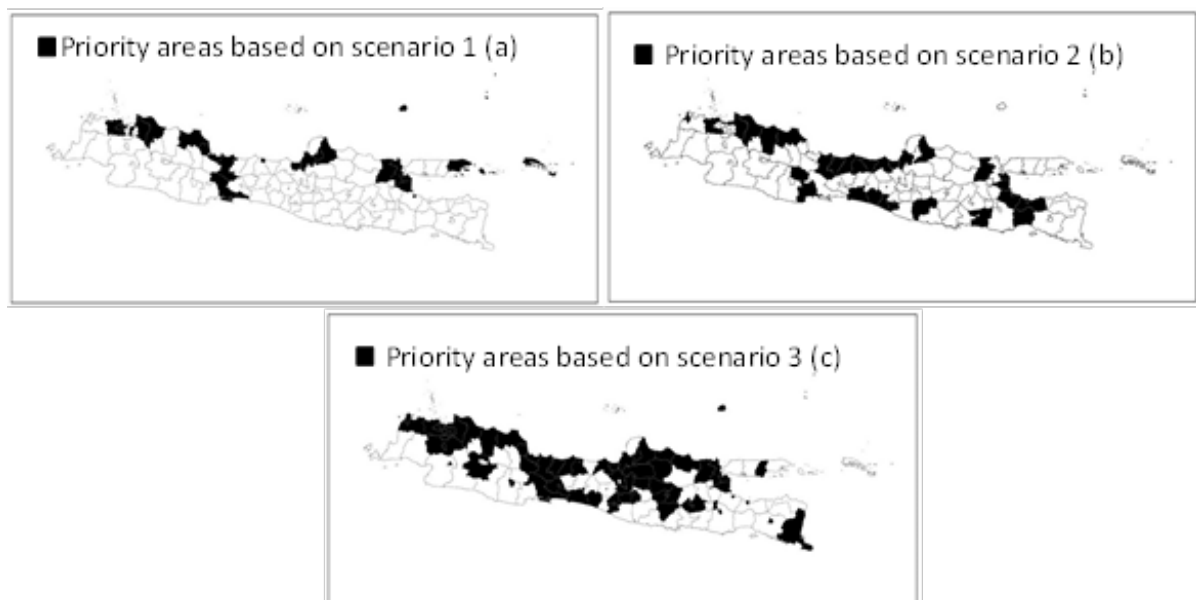 Priority areas based on scenario 1 (a)
Priority areas based on scenario 2 (b)
Priority areas based on scenario 3 (c)